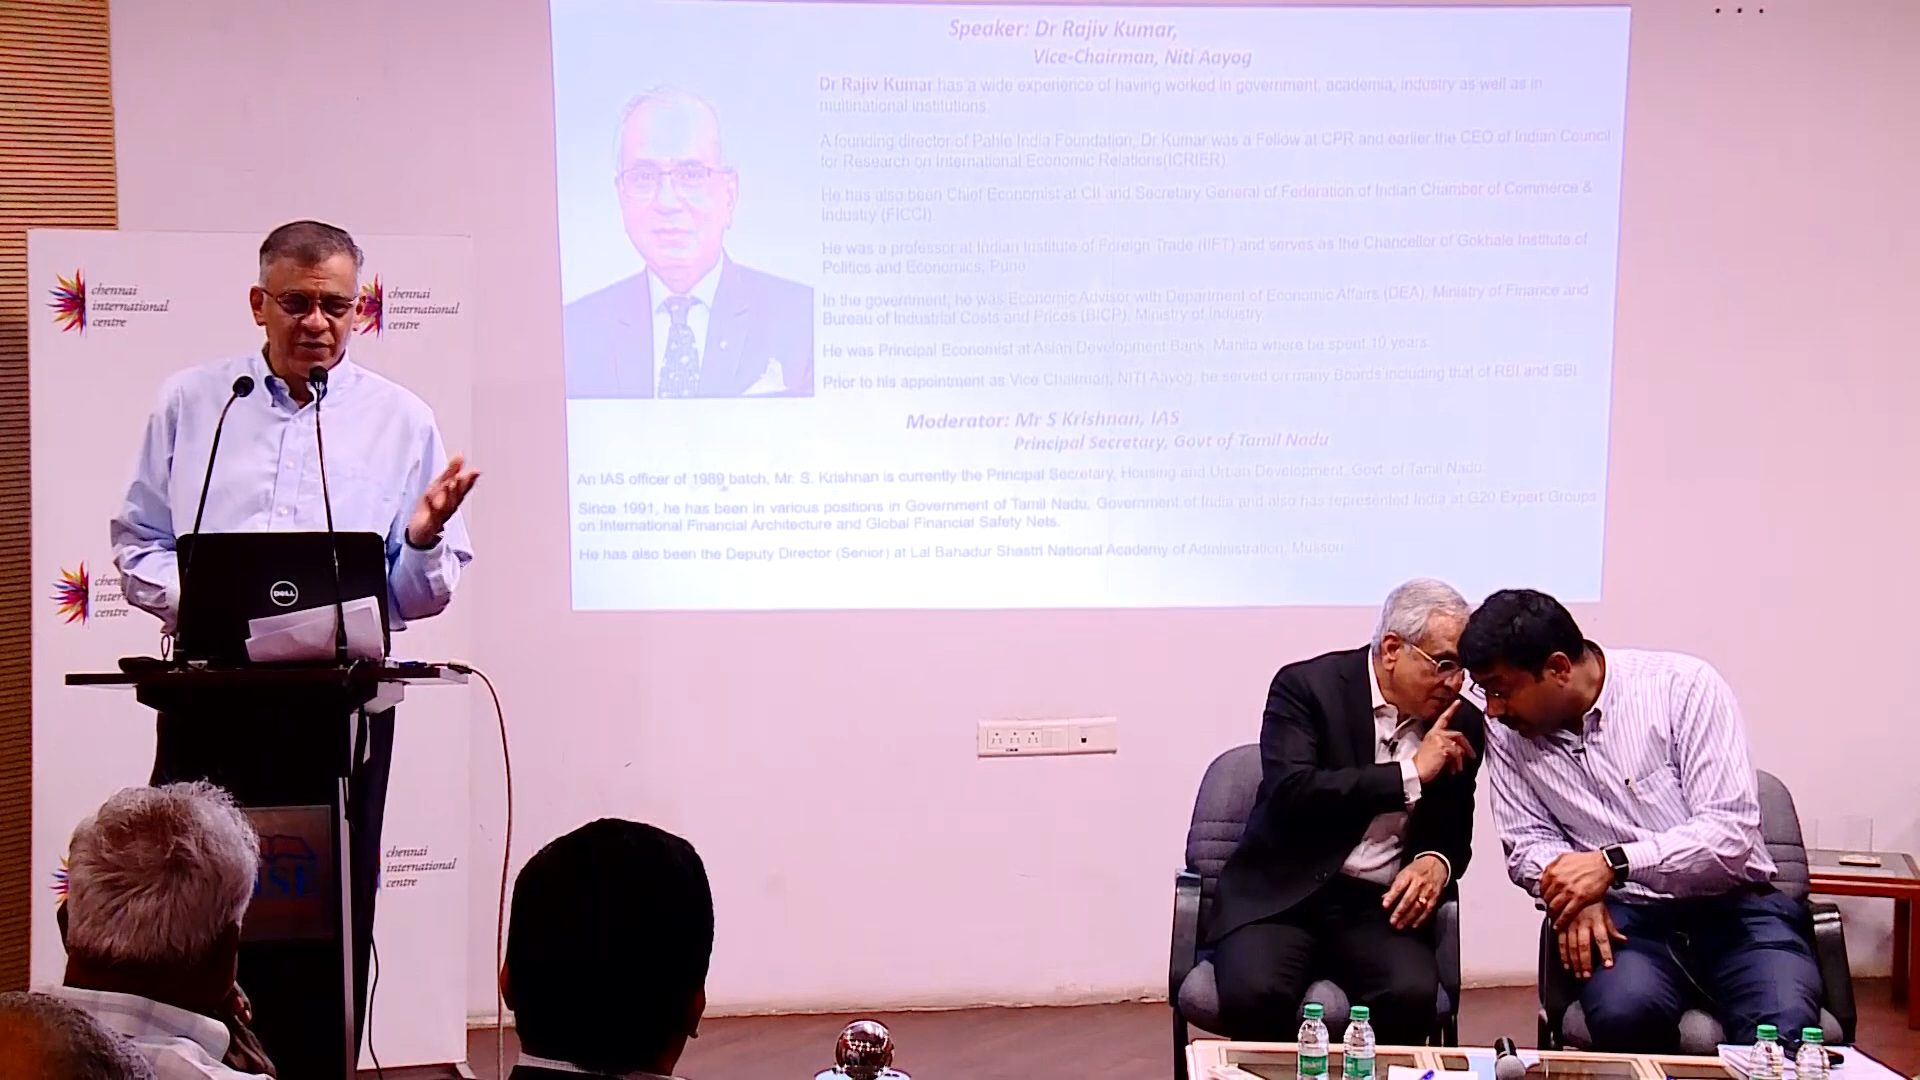 Speaker: Dr Rajiv Kumar,
Vice-Chairman, Niti Aayog
Dr Rajiv Kumar has a wide experience of having worked in government, academia, industry as well as in
multinational institutions.
A founding director of Pahle India Foundation, Dr Kumar was a Fellow at CPR and earlier the CEO of Indian Council
for Research on International Economic Relations(ICRIER).
He has also been Chief Economist at CII and Secretary General of Federation of Indian Chamber of Commerce &
Industry (FICCI)
He was a professor at Indian Institute of Foreign Trade (IIFT) and serves as the Chancellor of Gokhale Institute of
Politics and Economics, Pune.
In the government, he was Economic Advisor with Department of Economic Affairs (DEA), Ministry of Finance and
Bureau of Industrial Costs and Prices (BICP), Ministry of Industry
He was Principal Economist at Asian Development Bank, Manila where he spent 10 years.
Prior to his appointment as Vice Chairman, NITI Aayog, he served on many Boards including that of RBI and SBI.
Moderator: Mr S Krishnan, IAS
Principal Secretary, Govt of Tamil Nadu
An IAS officer of 1989 batch, Mr. S. Krishnan is currently the Principal Secretary, Housing and Urban Development, Govt. of Tamil Nadu.
Since 1991, he has been in various positions in Government of Tamil Nadu, Government of India and also has represented India at G20 Expert Groups
on International Financial Architecture and Global Financial Safety Nets.
He has also been the Deputy Director (Senior) at Lal Bahadur Shastri National Academy of Administration, Mussori
chennai
international
centre
chennai
international
centre
chen
inter
centre
DELL
chennai
international
centre